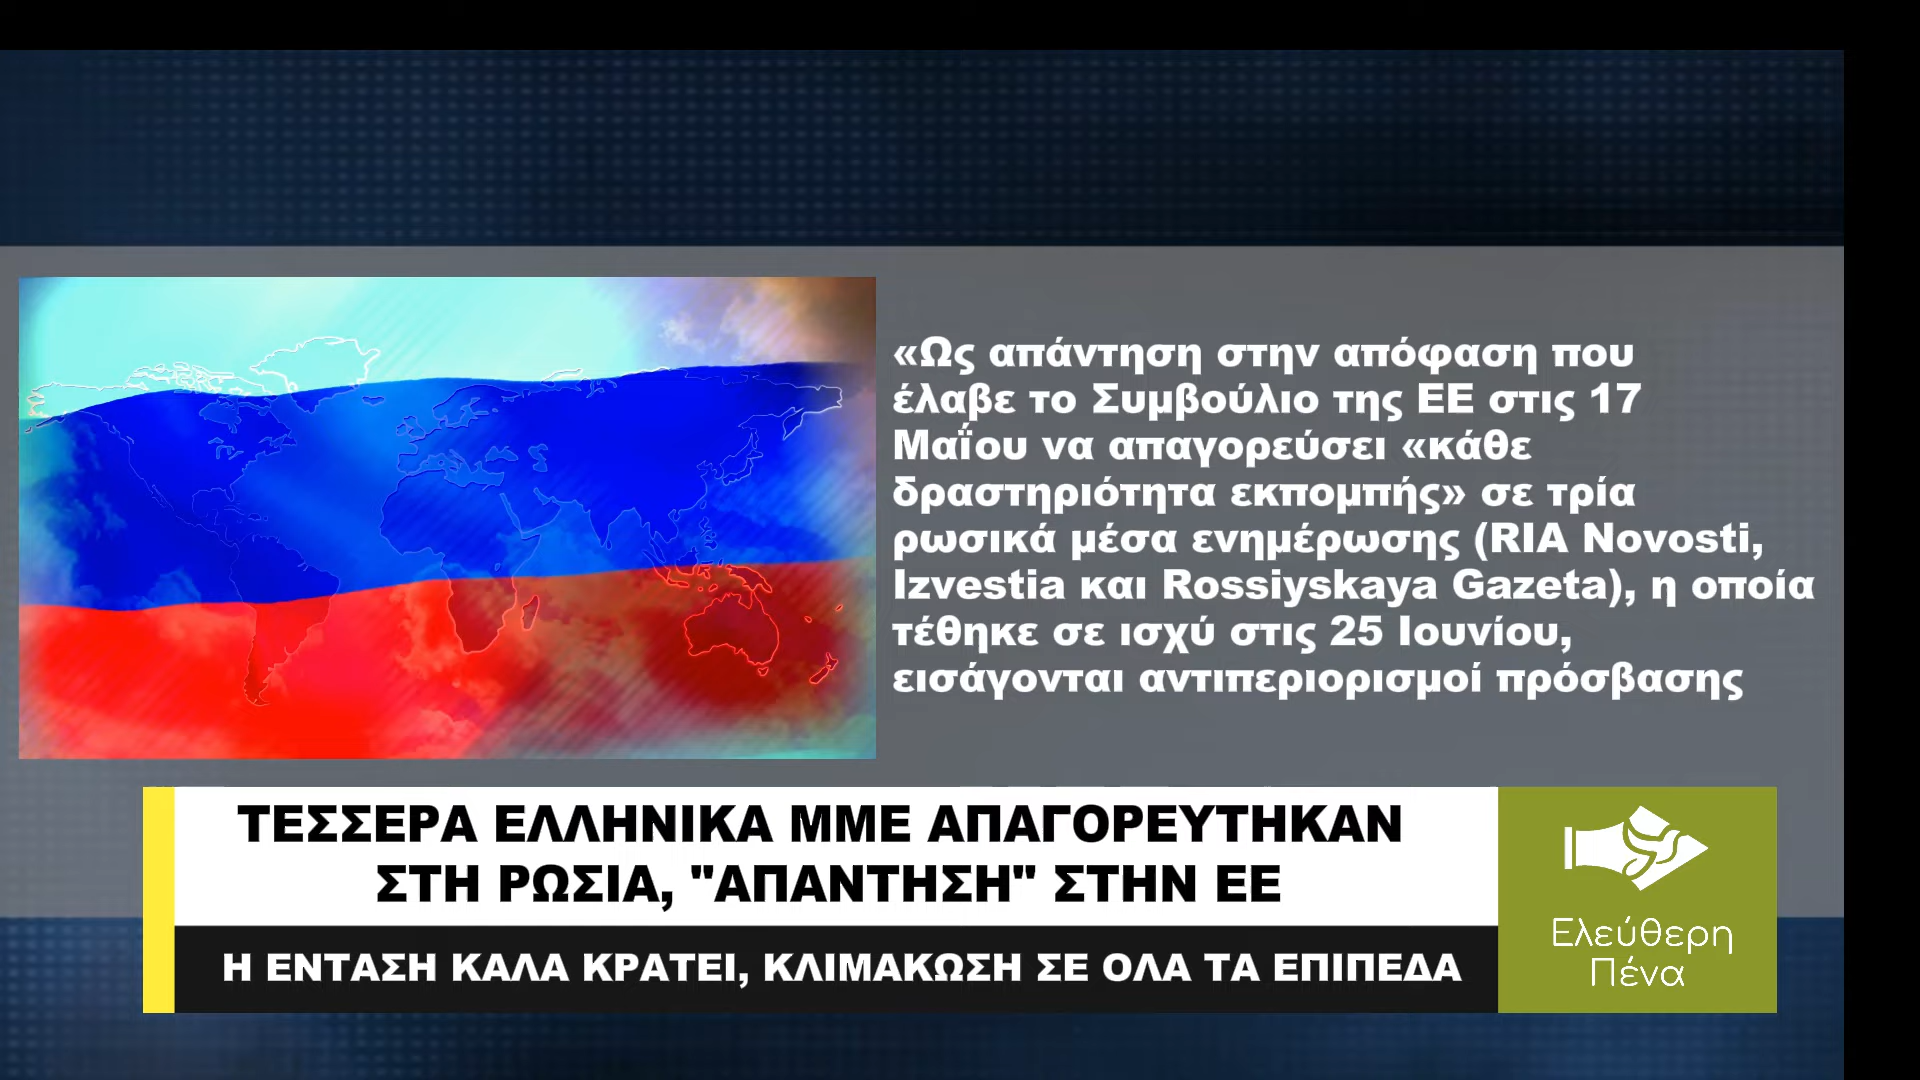 «Ως απάντηση στην απόφαση που
έλαβε το Συμβούλιο της ΕΕ στις 17
Μαΐου να απαγορεύσει «κάθε
δραστηριότητα εκπομπής» σε τρία
ρωσικά μέσα ενημέρωσης (RIA Novosti,
Izvestia και Rossiyskaya Gazeta), η οποία
τέθηκε σε ισχύ στις 25 Ιουνίου,
εισάγονται αντιπεριορισμοί πρόσβασης
ΤΕΣΣΕΡΑ ΕΛΛΗΝΙΚΑ ΜΜΕ ΑΠΑΓΟΡΕΥΤΗΚΑΝ
ΣΤΗ ΡΩΣΙΑ, "ΑΠΑΝΤΗΣΗ" ΣΤΗΝ ΕΕ
Η ΕΝΤΑΣΗ ΚΑΛΑ ΚΡΑΤΕΙ, ΚΛΙΜΑΚΩΣΗ ΣΕ ΟΛΑ ΤΑ ΕΠΙΠΕΔΑ
Ελεύθερη
Πένα